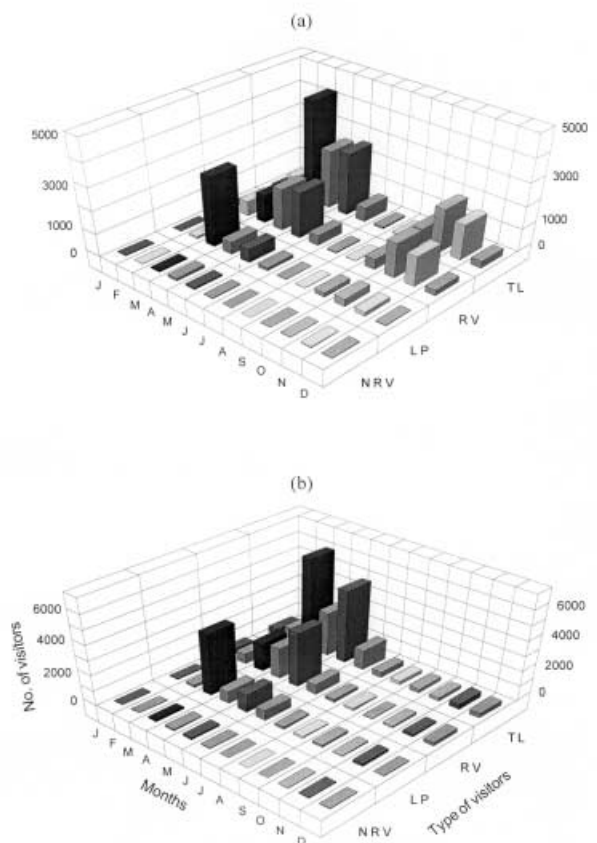 (a)
5000
3000
1000
0
5000
3000
1000
0
J F M A M J J A S O N D
NRV LP RV TL
(b)
No. of visitors
6000
4000
2000
0
6000
4000
2000
0
J F M A M J J A S O N D
Months
NRV LP RV TL
Type of visitors